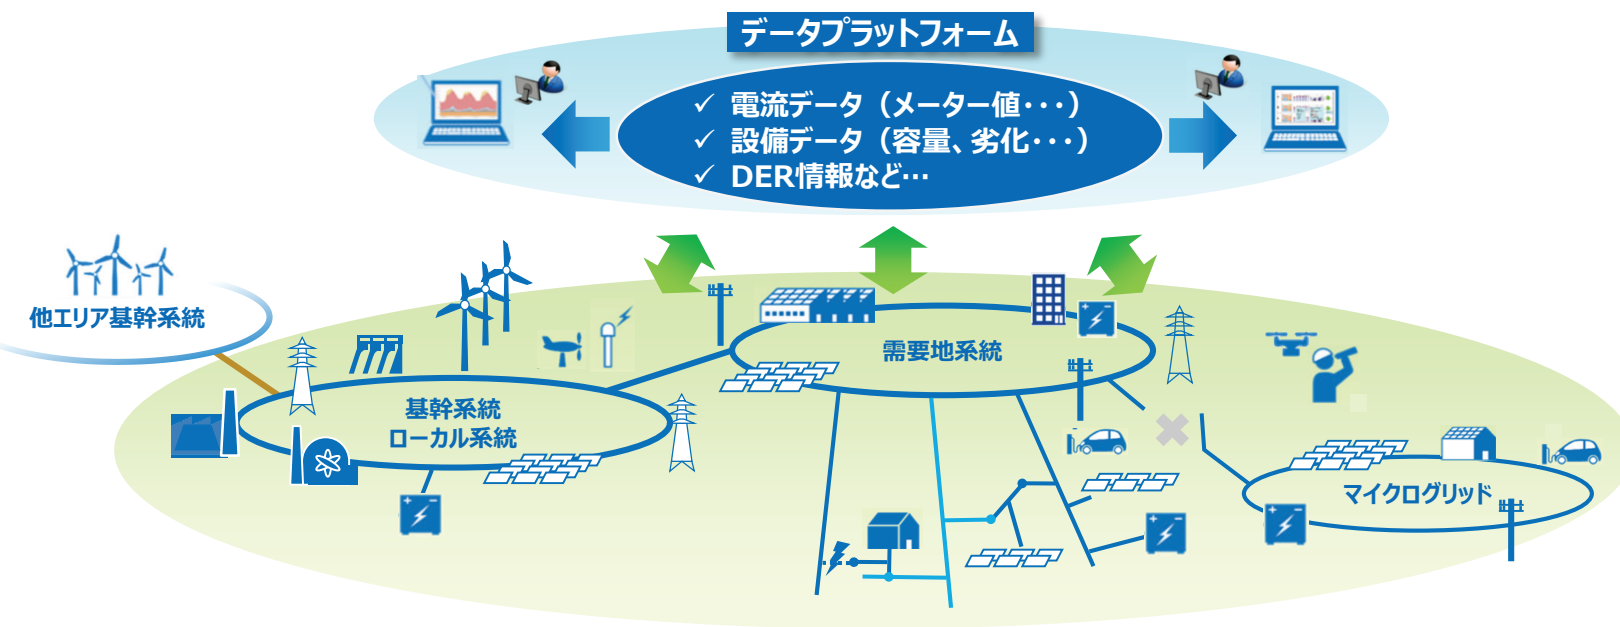 データプラットフォーム
✓ 電流データ（メーター値・・・）
✓ 設備データ（容量、劣化・・・）
✓ DER情報など…
他エリア基幹系統
需要地系統
基幹系統
ローカル系統
マイクログリッド